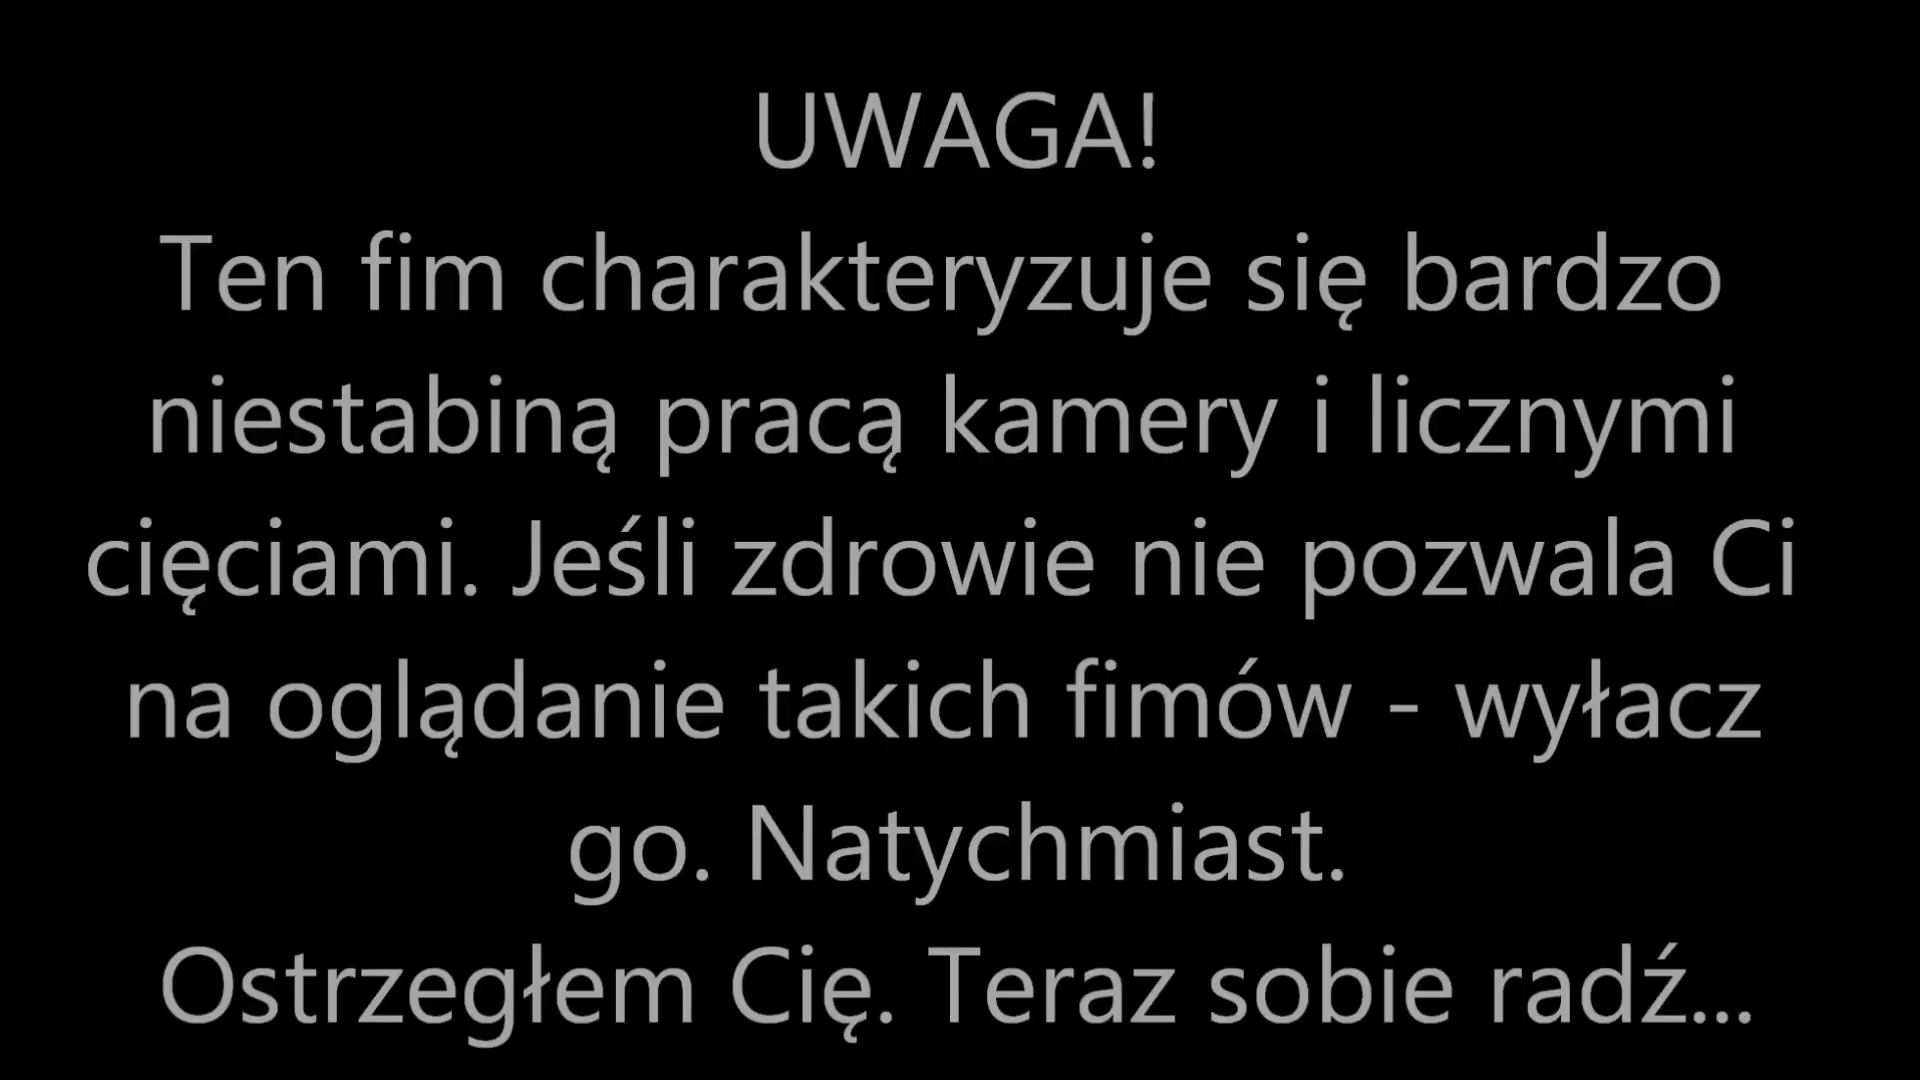 UWAGA!
Ten fim charakteryzuje się bardzo
niestabiną pracą kamery i licznymi
cięciami. Jeśli zdrowie nie pozwala Ci
na oglądanie takich fimów - wyłacz
go. Natychmiast.
Ostrzegłem Cię. Teraz sobie radź...